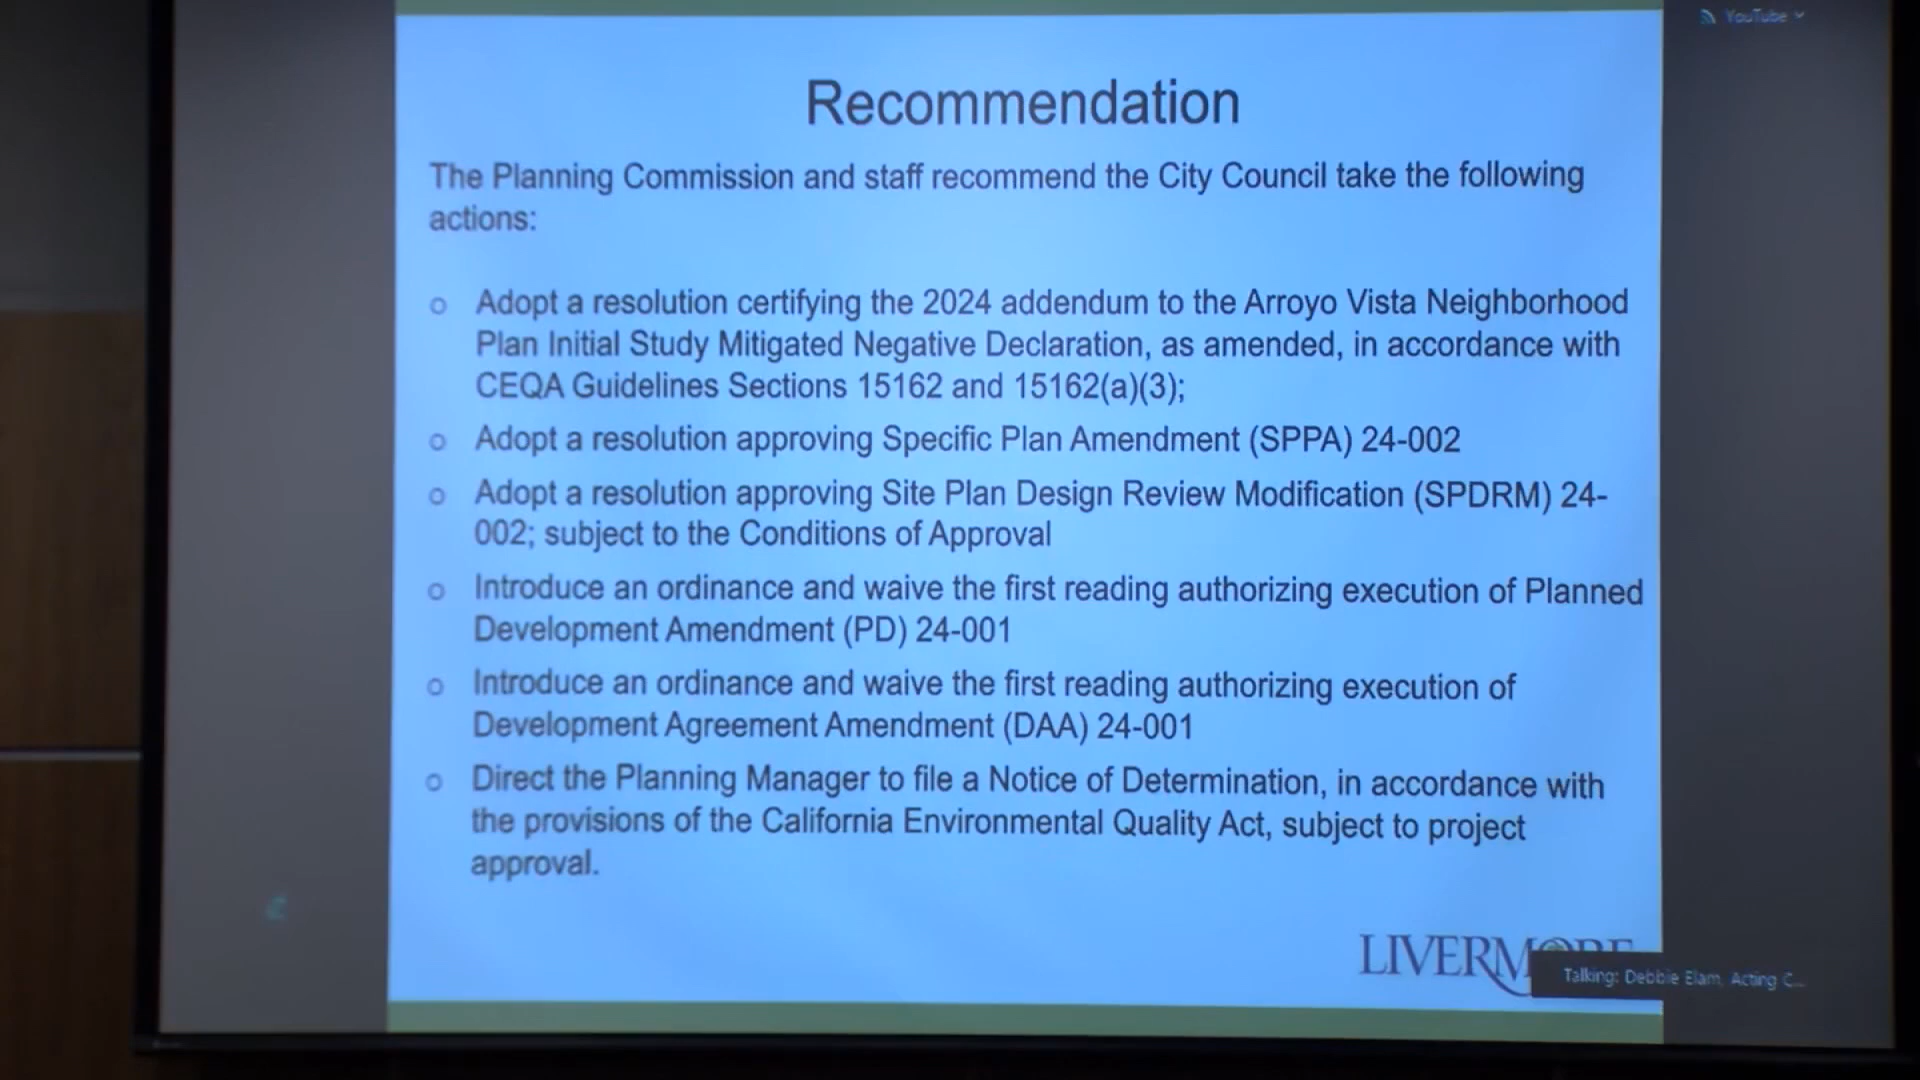 YouTube
Recommendation
The Planning Commission and staff recommend the City Council take the following
actions:
o Adopt a resolution certifying the 2024 addendum to the Arroyo Vista Neighborhood
Plan Initial Study Mitigated Negative Declaration, as amended, in accordance with
CEQA Guidelines Sections 15162 and 15162(a)(3);
o Adopt a resolution approving Specific Plan Amendment (SPPA) 24-002
o Adopt a resolution approving Site Plan Design Review Modification (SPDRM) 24-
002; subject to the Conditions of Approval
o Introduce an ordinance and waive the first reading authorizing execution of Planned
Development Amendment (PD) 24-001
o Introduce an ordinance and waive the first reading authorizing execution of
Development Agreement Amendment (DAA) 24-001
o Direct the Planning Manager to file a Notice of Determination, in accordance with
the provisions of the California Environmental Quality Act, subject to project
approval.
LIVERMORE
Talking: Debbie Elam, Acting C...